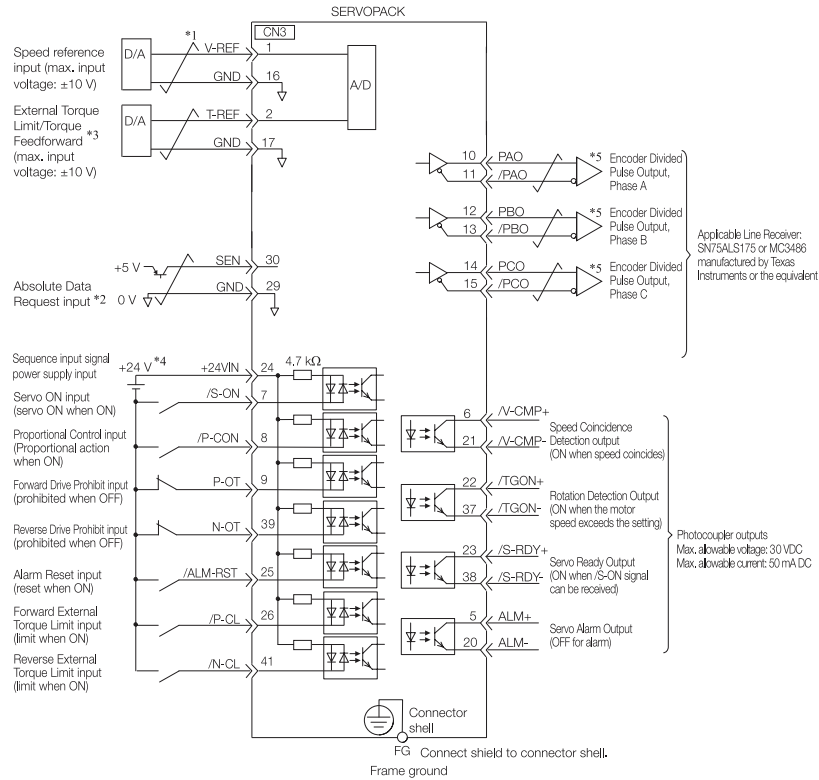 SERVOPACK
CN3
Speed reference
input (max. input
voltage: ±10 V)
D/A
*1
V-REF
1
GND
16
A/D
External Torque
Limit/Torque
Feedforward *3
(max. input
voltage: ±10 V)
D/A
T-REF
2
GND
17
10
PAO
*5
Encoder Divided
Pulse Output,
Phase A
11
/PAO
12
PBO
*5
Encoder Divided
Pulse Output,
Phase B
13
/PBO
14
PCO
*5
Encoder Divided
Pulse Output,
Phase C
15
/PCO
Applicable Line Receiver:
SN75ALS175 or MC3486
manufactured by Texas
Instruments or the equivalent
Absolute Data
Request input *2
+5 V
SEN
30
0 V
GND
29
Sequence input signal
power supply input
+24 V *4
+24VIN
24
4.7 kΩ
Servo ON input
(servo ON when ON)
/S-ON
7
Proportional Control input
(Proportional action
when ON)
/P-CON
8
Forward Drive Prohibit input
(prohibited when OFF)
P-OT
9
Reverse Drive Prohibit input
(prohibited when OFF)
N-OT
39
Alarm Reset input
(reset when ON)
/ALM-RST
25
Forward External
Torque Limit input
(limit when ON)
/P-CL
26
Reverse External
Torque Limit input
(limit when ON)
/N-CL
41
6
/V-CMP+
21
/V-CMP-
Speed Coincidence
Detection output
(ON when speed coincides)
22
/TGON+
37
/TGON-
Rotation Detection Output
(ON when the motor
speed exceeds the setting)
23
/S-RDY+
38
/S-RDY-
Servo Ready Output
(ON when /S-ON signal
can be received)
5
ALM+
20
ALM-
Servo Alarm Output
(OFF for alarm)
Photocoupler outputs
Max. allowable voltage: 30 VDC
Max. allowable current: 50 mA DC
Connector
shell
FG
Connect shield to connector shell.
Frame ground